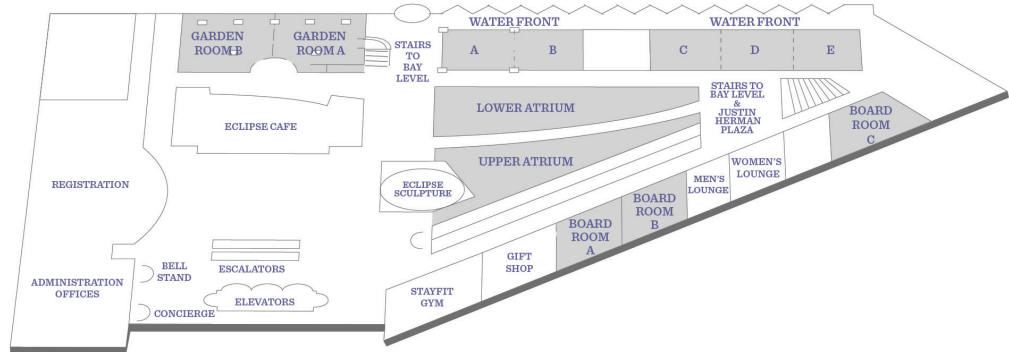 WATER FRONT
WATER FRONT
GARDEN
ROOM B
GARDEN
ROOM A
STAIRS
TO
BAY
LEVEL
A
B
C
D
E
ECLIPSE CAFE
LOWER ATRIUM
STAIRS TO
BAY LEVEL
&
JUSTIN
HERMAN
PLAZA
BOARD
ROOM
C
UPPER ATRIUM
REGISTRATION
ECLIPSE
SCULPTURE
WOMEN'S
LOUNGE
MEN'S
LOUNGE
BOARD
ROOM
B
BOARD
ROOM
A
GIFT
SHOP
STAYFIT
GYM
BELL
STAND
ESCALATORS
ADMINISTRATION
OFFICES
ELEVATORS
CONCIERGE